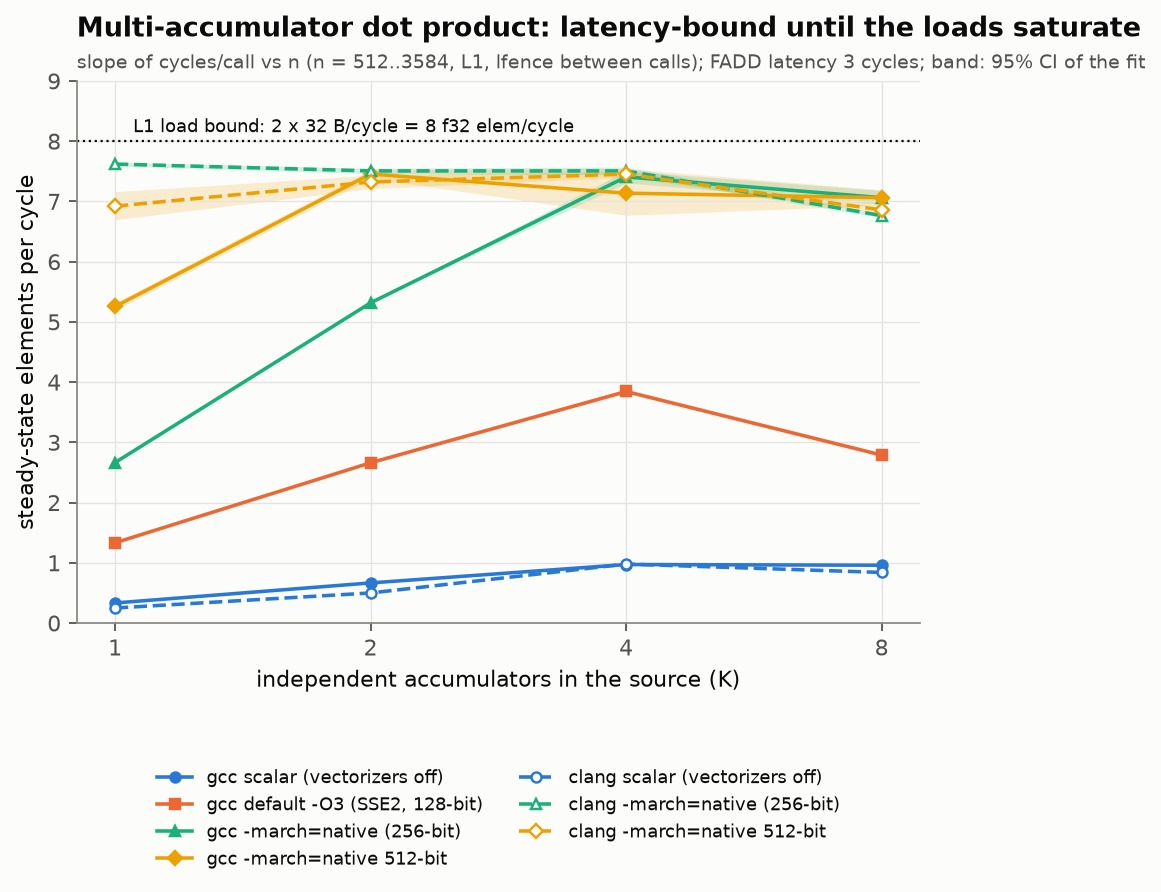 Multi-accumulator dot product: latency-bound until the loads saturate
slope of cycles/call vs n (n = 512..3584, L1, lfence between calls); FADD latency 3 cycles; band: 95% CI of the fit
L1 load bound: 2 x 32 B/cycle = 8 f32 elem/cycle
steady-state elements per cycle
9
8
7
6
5
4
3
2
1
0
1 2 4 8
independent accumulators in the source (K)
gcc scalar (vectorizers off)
gcc default -O3 (SSE2, 128-bit)
gcc -march=native (256-bit)
gcc -march=native 512-bit
clang scalar (vectorizers off)
clang -march=native (256-bit)
clang -march=native 512-bit